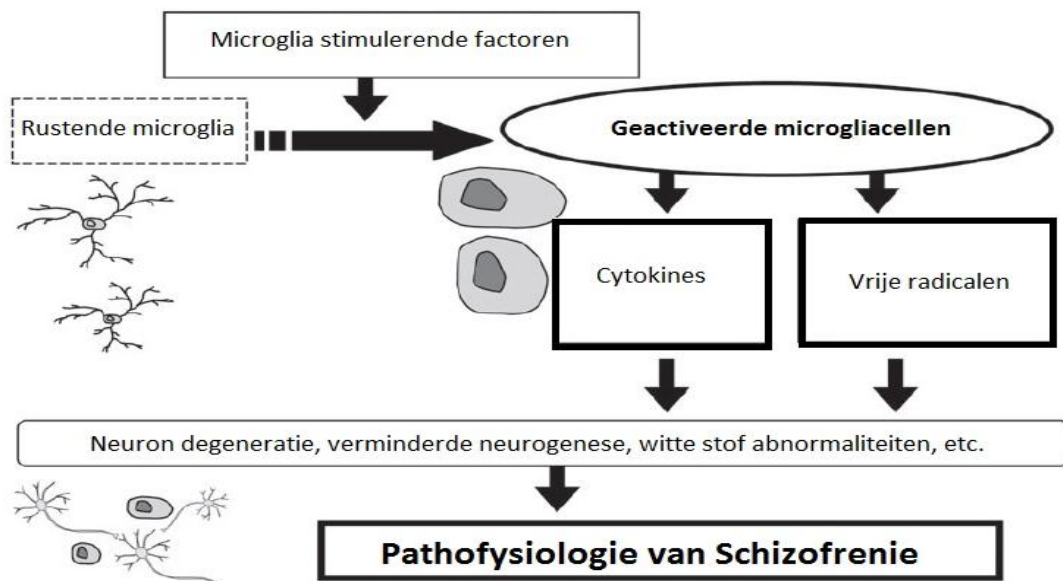 Microglia stimulerende factoren
Rustende microglia
Geactiveerde microgliacellen
Cytokines
Vrije radicalen
Neuron degeneratie, verminderde neurogenese, witte stof abnormaliteiten, etc.
Pathofysiologie van Schizofrenie